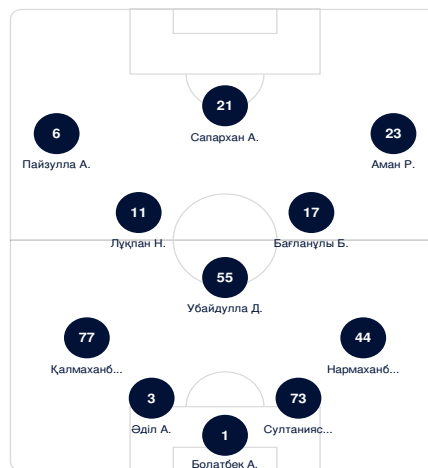 21
Сапархан А.
6
Пайзулла А.
23
Аман Р.
11
Лұқпан Н.
17
Бағланұлы Б.
55
Убайдулла Д.
77
Қалмаханб...
44
Нармаханб...
3
Әділ А.
73
Султанияс...
1
Болатбек А.